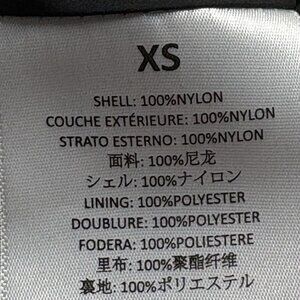 XS
SHELL: 100%NYLON
COUCHE EXTÉRIEURE: 100%NYLON
STRATO ESTERNO: 100%NYLON
面料: 100%尼龙
シェル: 100%ナイロン
LINING: 100%POLYESTER
DOUBLURE: 100%POLYESTER
FODERA: 100%POLIESTERE
里布: 100%聚酯纤维
裏地: 100%ポリエステル